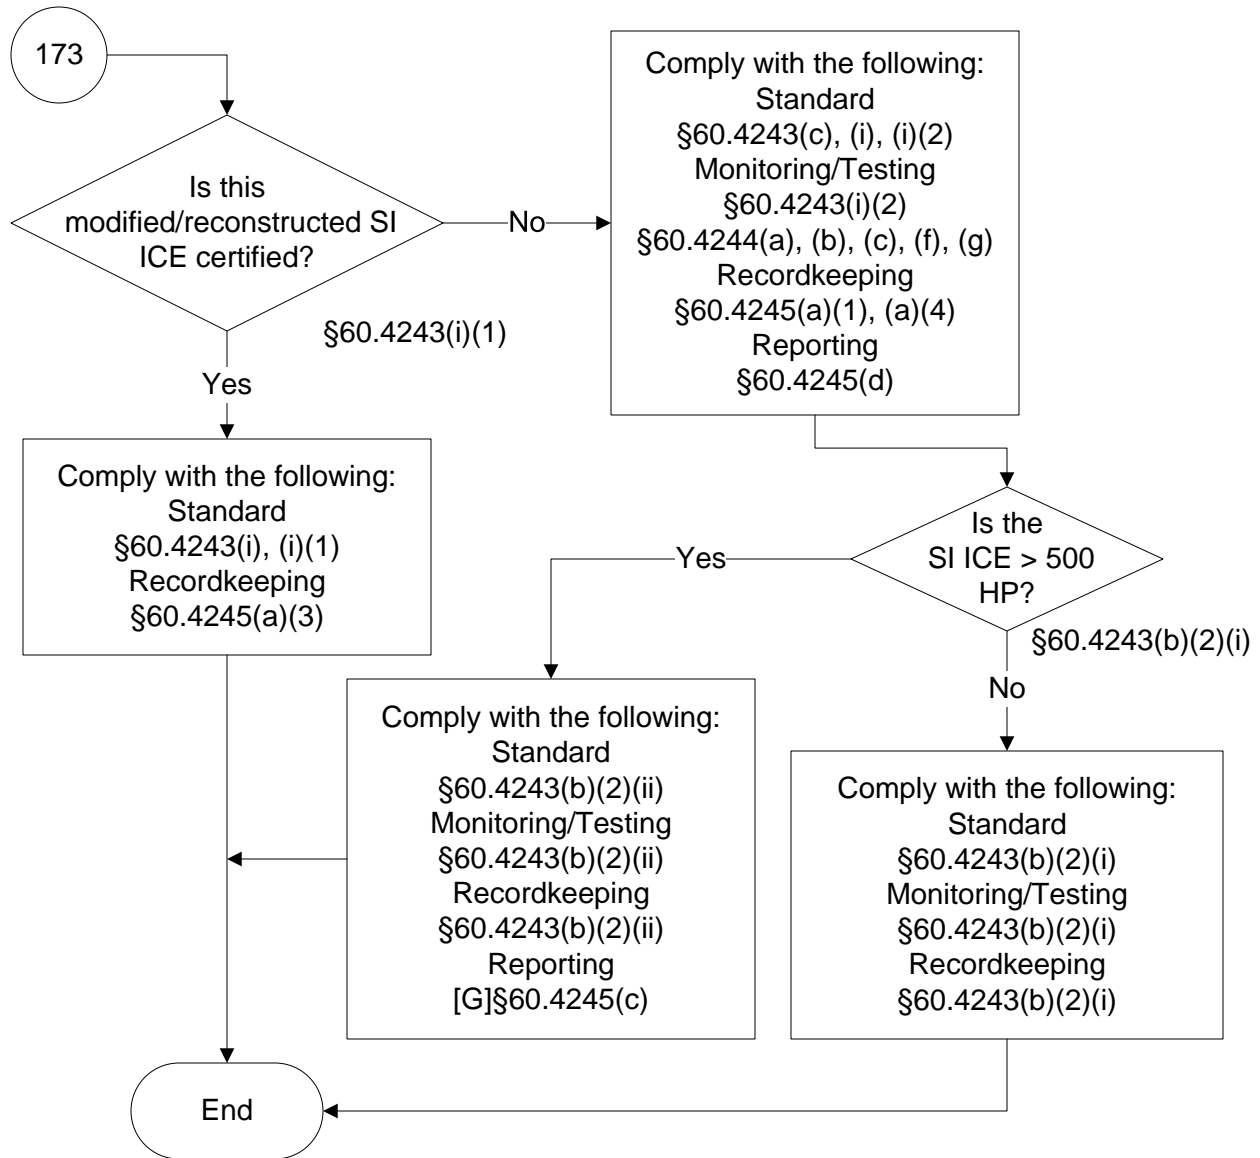 173
Is this
modified/reconstructed SI
ICE certified?
§60.4243(i)(1)
No
Yes
Comply with the following:
Standard
§60.4243(c), (i), (i)(2)
Monitoring/Testing
§60.4243(i)(2)
§60.4244(a), (b), (c), (f), (g)
Recordkeeping
§60.4245(a)(1), (a)(4)
Reporting
§60.4245(d)
Comply with the following:
Standard
§60.4243(i), (i)(1)
Recordkeeping
§60.4245(a)(3)
Is the
SI ICE > 500
HP?
§60.4243(b)(2)(i)
Yes
No
Comply with the following:
Standard
§60.4243(b)(2)(ii)
Monitoring/Testing
§60.4243(b)(2)(ii)
Recordkeeping
§60.4243(b)(2)(ii)
Reporting
[G]§60.4245(c)
Comply with the following:
Standard
§60.4243(b)(2)(i)
Monitoring/Testing
§60.4243(b)(2)(i)
Recordkeeping
§60.4243(b)(2)(i)
End